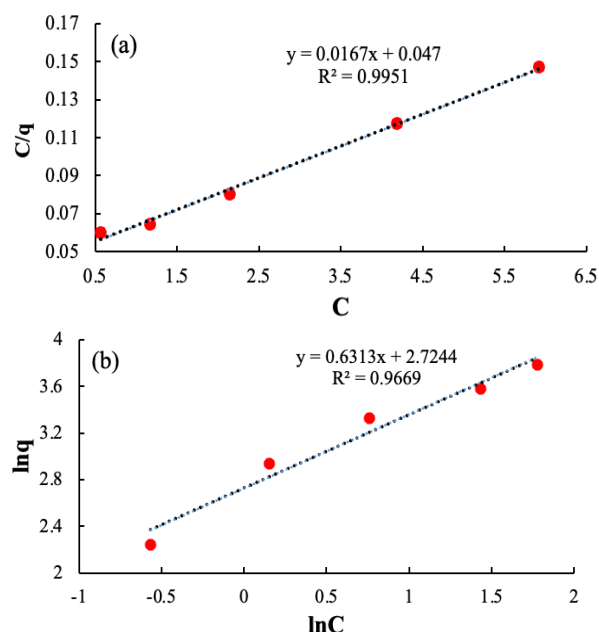 (a)
y = 0.0167x + 0.047
R² = 0.9951
0.17
0.15
0.13
0.11
0.09
0.07
0.05
C/q
0.5 1.5 2.5 3.5 4.5 5.5 6.5
C
(b)
y = 0.6313x + 2.7244
R² = 0.9669
4
3.6
3.2
2.8
2.4
2
lnq
-1 -0.5 0 0.5 1 1.5 2
lnC